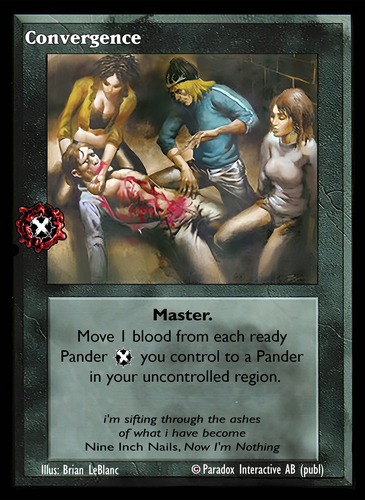 Convergence
Master.
Move 1 blood from each ready
Pander you control to a Pander
in your uncontrolled region.
i'm sifting through the ashes
of what i have become
Nine Inch Nails, Now I'm Nothing
Illus: Brian LeBlanc
© Paradox Interactive AB (publ)